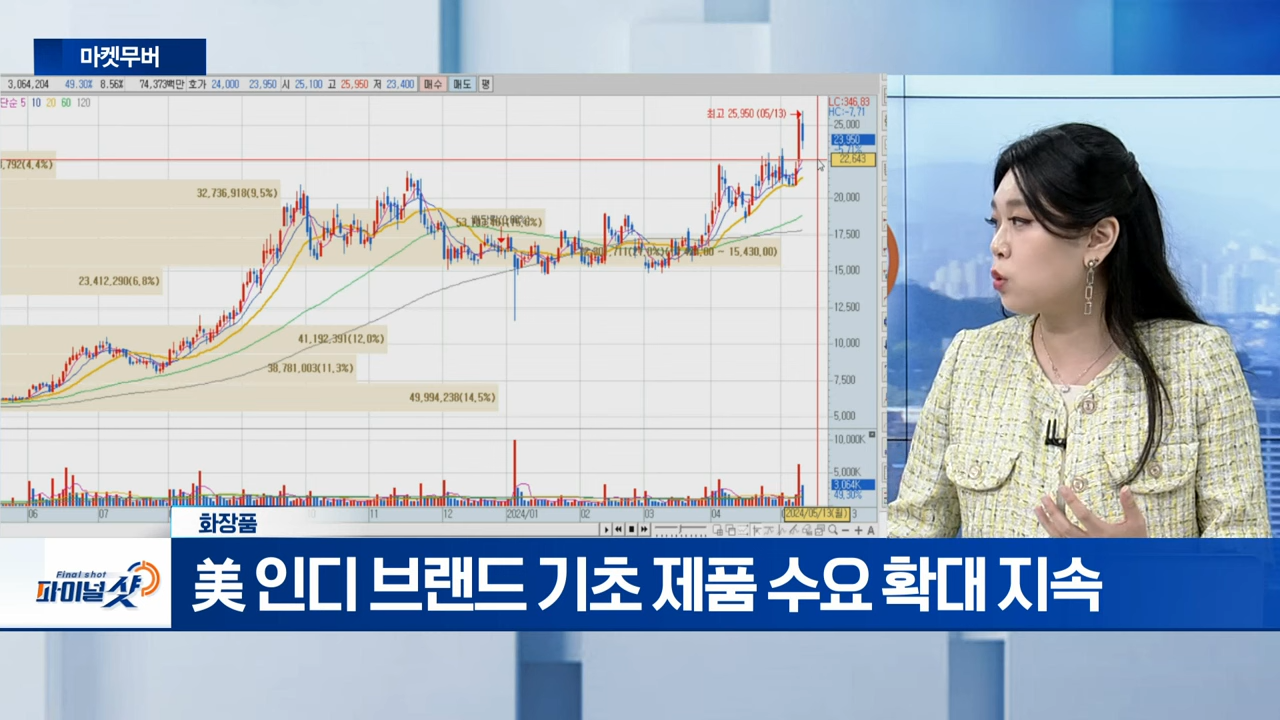 마켓무버
3,064,204 49.30% 8.56% 74,373백만 호가 24,000 23,950 시 25,100 고 25,950 저 23,400 매수 매도 평
단순 5 10 20 60 120
최고 25,950 (05/13)
LC:346.83
HC:-7.71
25,000
23,950
22,643
,792(4.4%)
32,736,918(9.5%)
20,000
17,500
15,430,00)
15,000
23,412,290(6.8%)
12,500
41,192,391(12.0%)
10,000
38,781,003(11.3%)
7,500
49,994,238(14.5%)
5,000
10,000K
5,000K
3,064K
49.30%
06 07 11 12 2024/01 02 03 04 2024/05/13(월) 3
화장품
Final shot
파이널샷
美 인디 브랜드 기초 제품 수요 확대 지속